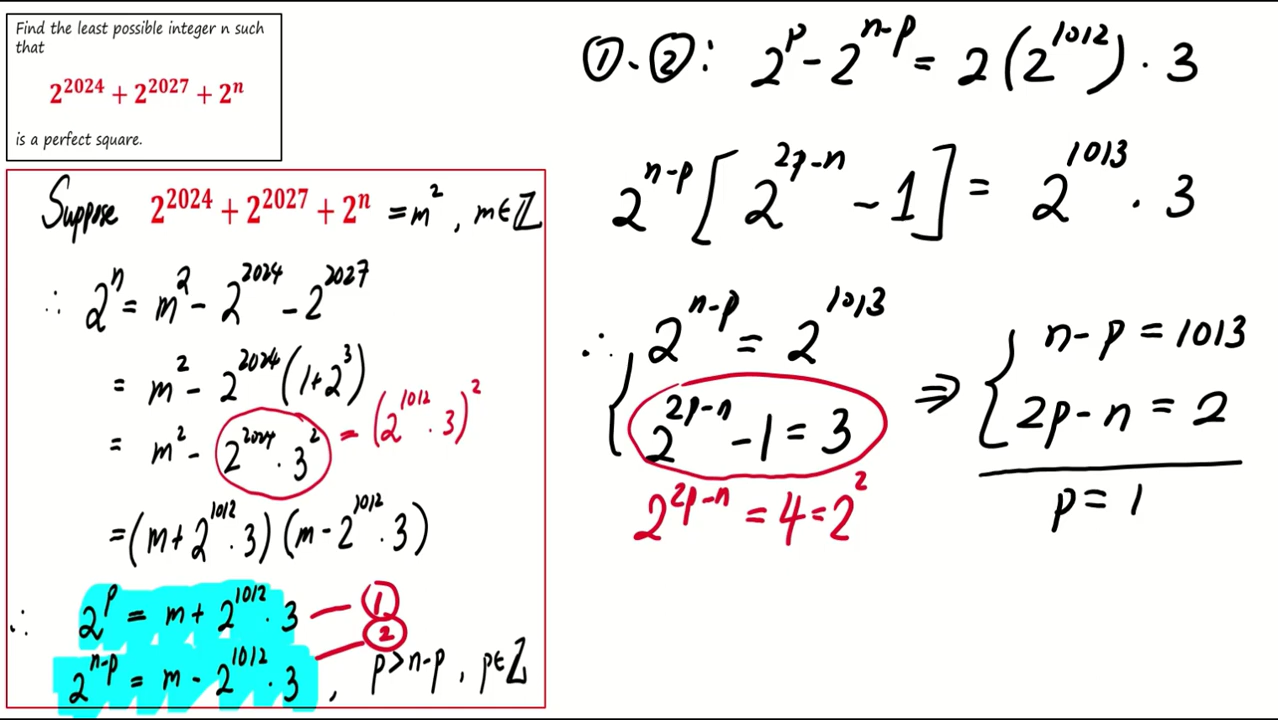 Find the least possible integer n such
that
2^2024 + 2^2027 + 2^n
is a perfect square.
Suppose 2^2024 + 2^2027 + 2^n = m^2, m∈ℤ
∴ 2^n = m^2 - 2^2024 - 2^2027
= m^2 - 2^2024 (1+2^3)
= m^2 - 2^2024 · 3^2 = (2^1012 · 3)^2
= (m + 2^1012 · 3)(m - 2^1012 · 3)
∴ 2^p = m + 2^1012 · 3 — ①
2^n-p = m - 2^1012 · 3 — ②, p > n-p, p∈ℤ
①-②: 2^p - 2^n-p = 2(2^1012) · 3
2^n-p [2^2p-n - 1] = 2^1013 · 3
∴ { 2^n-p = 2^1013 ⇒ { n-p = 1013
2^2p-n - 1 = 3 2p-n = 2
2^2p-n = 4 = 2^2 p = 1